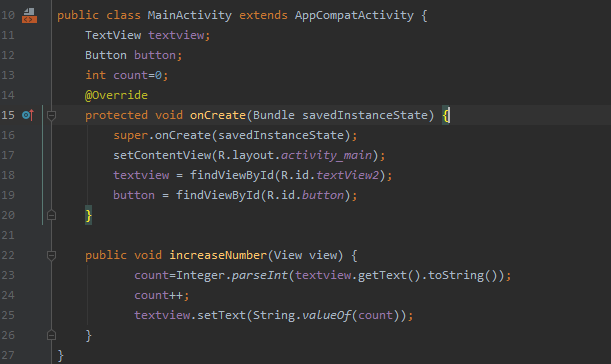 10 public class MainActivity extends AppCompatActivity {
11 TextView textview;
12 Button button;
13 int count=0;
14 @Override
15 protected void onCreate(Bundle savedInstanceState) {
16 super.onCreate(savedInstanceState);
17 setContentView(R.layout.activity_main);
18 textview = findViewById(R.id.textView2);
19 button = findViewById(R.id.button);
20 }
21
22 public void increaseNumber(View view) {
23 count=Integer.parseInt(textview.getText().toString());
24 count++;
25 textview.setText(String.valueOf(count));
26 }
27 }